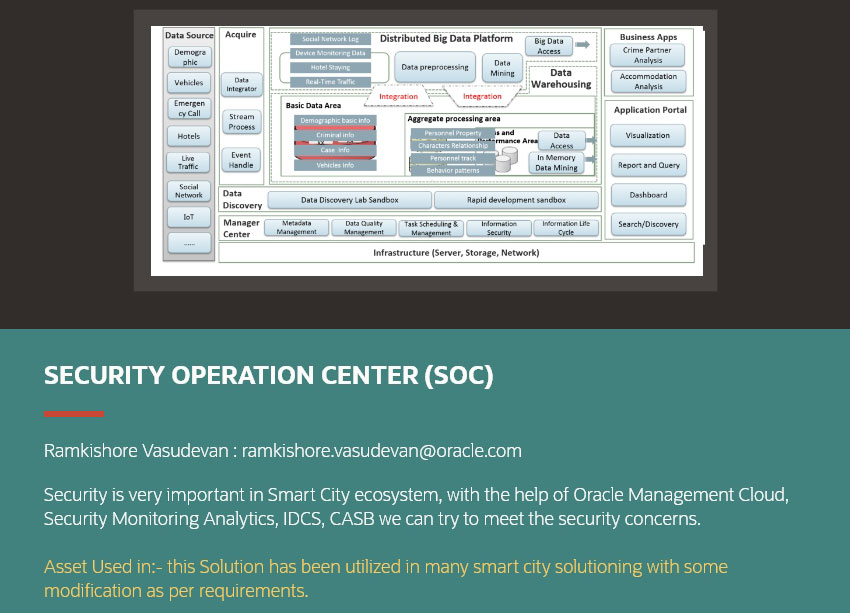 Data Source
Demogra
phic
Vehicles
Emergen
cy Call
Hotels
Live
Traffic
Social
Network
IoT
......
Acquire
Data
Integrator
Stream
Process
Event
Handle
Distributed Big Data Platform
Social Network Log
Device Monitoring Data
Hotel Staying
Real-Time Traffic
Data preprocessing
Data
Mining
Big Data
Access
Data
Warehousing
Integration
Integration
Basic Data Area
Demographic basic info
Criminal info
Case info
Vehicles info
Aggregate processing area
Personnel Property
Characters Relationship
Personnel track
Behavior patterns
s and
rmance Area
Data
Access
In Memory
Data Mining
Data
Discovery
Data Discovery Lab Sandbox
Rapid development sandbox
Manager
Center
Metadata
Management
Data Quality
Management
Task Scheduling &
Management
Information
Security
Information Life
Cycle
Infrastructure (Server, Storage, Network)
Business Apps
Crime Partner
Analysis
Accommodation
Analysis
Application Portal
Visualization
Report and Query
Dashboard
Search/Discovery
SECURITY OPERATION CENTER (SOC)
Ramkishore Vasudevan : ramkishore.vasudevan@oracle.com
Security is very important in Smart City ecosystem, with the help of Oracle Management Cloud,
Security Monitoring Analytics, IDCS, CASB we can try to meet the security concerns.
Asset Used in:- this Solution has been utilized in many smart city solutioning with some
modification as per requirements.